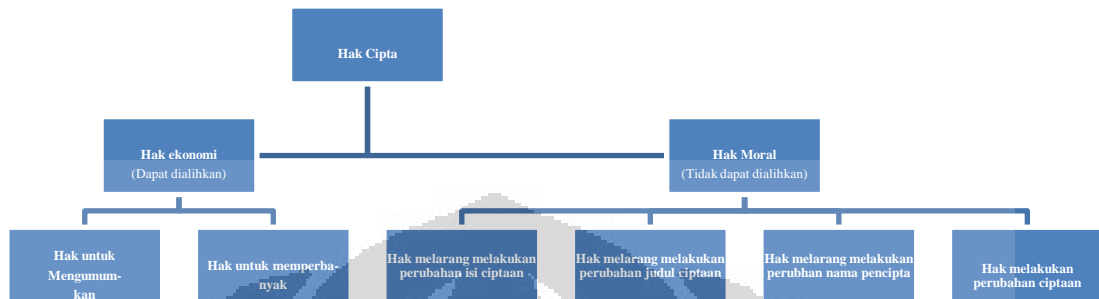 Hak Cipta
Hak ekonomi
(Dapat dialihkan)
Hak Moral
(Tidak dapat dialihkan)
Hak untuk
Mengumum-
kan
Hak untuk memperba-
nyak
Hak melarang melakukan
perubahan isi ciptaan
Hak melarang melakukan
perubahan judul ciptaan
Hak melarang melakukan
perubhan nama pencipta
Hak melakukan
perubahan ciptaan